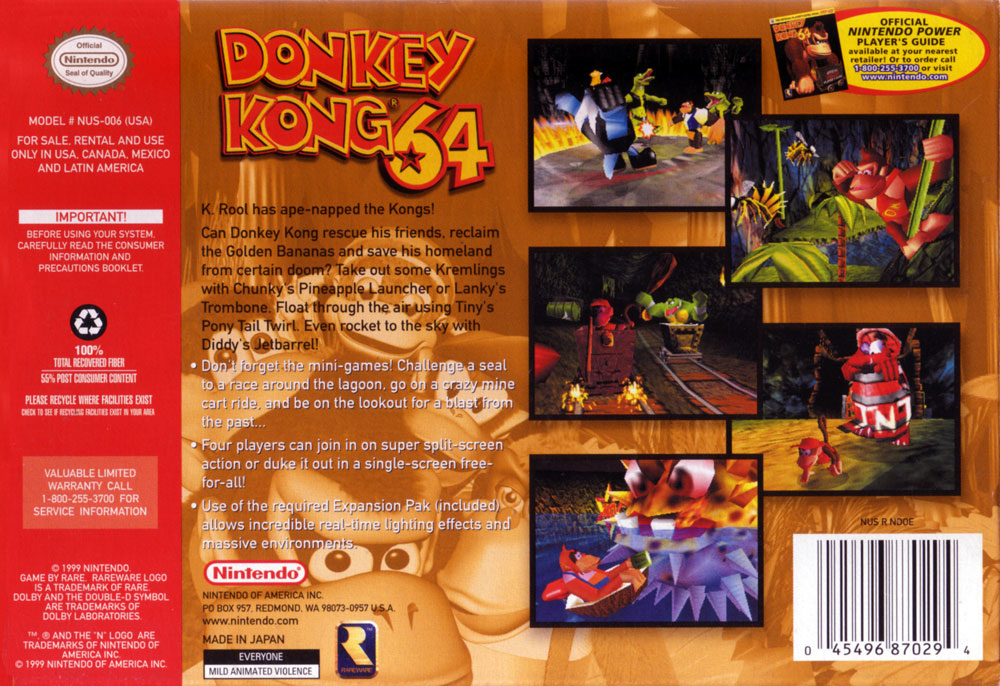 Official
Nintendo
Seal of Quality
MODEL # NUS-006 (USA)
FOR SALE, RENTAL AND USE
ONLY IN USA, CANADA, MEXICO
AND LATIN AMERICA
IMPORTANT!
BEFORE USING YOUR SYSTEM,
CAREFULLY READ THE CONSUMER
INFORMATION AND
PRECAUTIONS BOOKLET.
100%
TOTAL RECOVERED FIBER
55% POST CONSUMER CONTENT
PLEASE RECYCLE WHERE FACILITIES EXIST
CHECK TO SEE IF RECYCLING FACILITIES EXIST IN YOUR AREA
VALUABLE LIMITED
WARRANTY CALL
1-800-255-3700 FOR
SERVICE INFORMATION
© 1999 NINTENDO.
GAME BY RARE. RAREWARE LOGO
IS A TRADEMARK OF RARE.
DOLBY AND THE DOUBLE-D SYMBOL
ARE TRADEMARKS OF
DOLBY LABORATORIES.
™, ® AND THE "N" LOGO ARE
TRADEMARKS OF NINTENDO OF
AMERICA INC.
© 1999 NINTENDO OF AMERICA INC.
DONKEY
KONG®
64
K. Rool has ape-napped the Kongs!
Can Donkey Kong rescue his friends, reclaim
the Golden Bananas and save his homeland
from certain doom? Take out some Kremlings
with Chunky's Pineapple Launcher or Lanky's
Trombone. Float through the air using Tiny's
Pony Tail Twirl. Even rocket to the sky with
Diddy's Jetbarrel!
• Don't forget the mini-games! Challenge a seal
to a race around the lagoon, go on a crazy mine
cart ride, and be on the lookout for a blast from
the past...
• Four players can join in on super split-screen
action or duke it out in a single-screen free-
for-all!
• Use of the required Expansion Pak (included)
allows incredible real-time lighting effects and
massive environments.
Nintendo®
NINTENDO OF AMERICA INC.
PO BOX 957, REDMOND, WA 98073-0957 U.S.A.
www.nintendo.com
MADE IN JAPAN
EVERYONE
MILD ANIMATED VIOLENCE
R
RAREWARE
OFFICIAL
NINTENDO POWER
PLAYER'S GUIDE
available at your nearest
retailer! Or to order call
1-800-255-3700 or visit
www.nintendo.com
TNT
NUS R NDOE
0 45496 87029 4